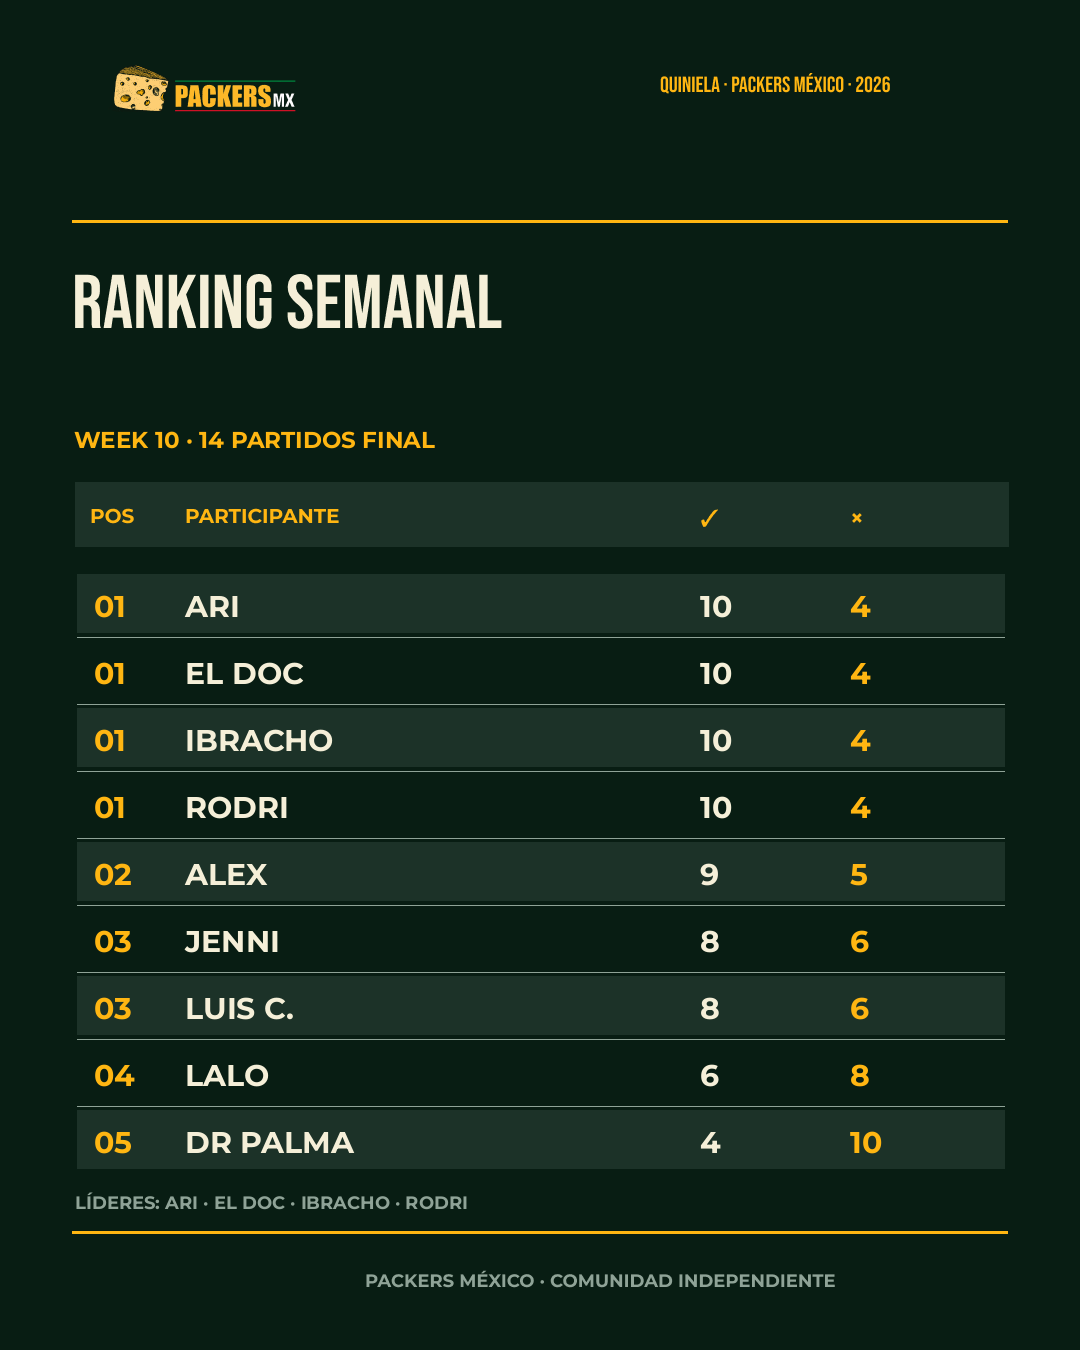 PACKERSMX
QUINIELA · PACKERS MÉXICO · 2026
RANKING SEMANAL
WEEK 10 · 14 PARTIDOS FINAL
POS PARTICIPANTE ✓ ×
01 ARI 10 4
01 EL DOC 10 4
01 IBRACHO 10 4
01 RODRI 10 4
02 ALEX 9 5
03 JENNI 8 6
03 LUIS C. 8 6
04 LALO 6 8
05 DR PALMA 4 10
LÍDERES: ARI · EL DOC · IBRACHO · RODRI
PACKERS MÉXICO · COMUNIDAD INDEPENDIENTE